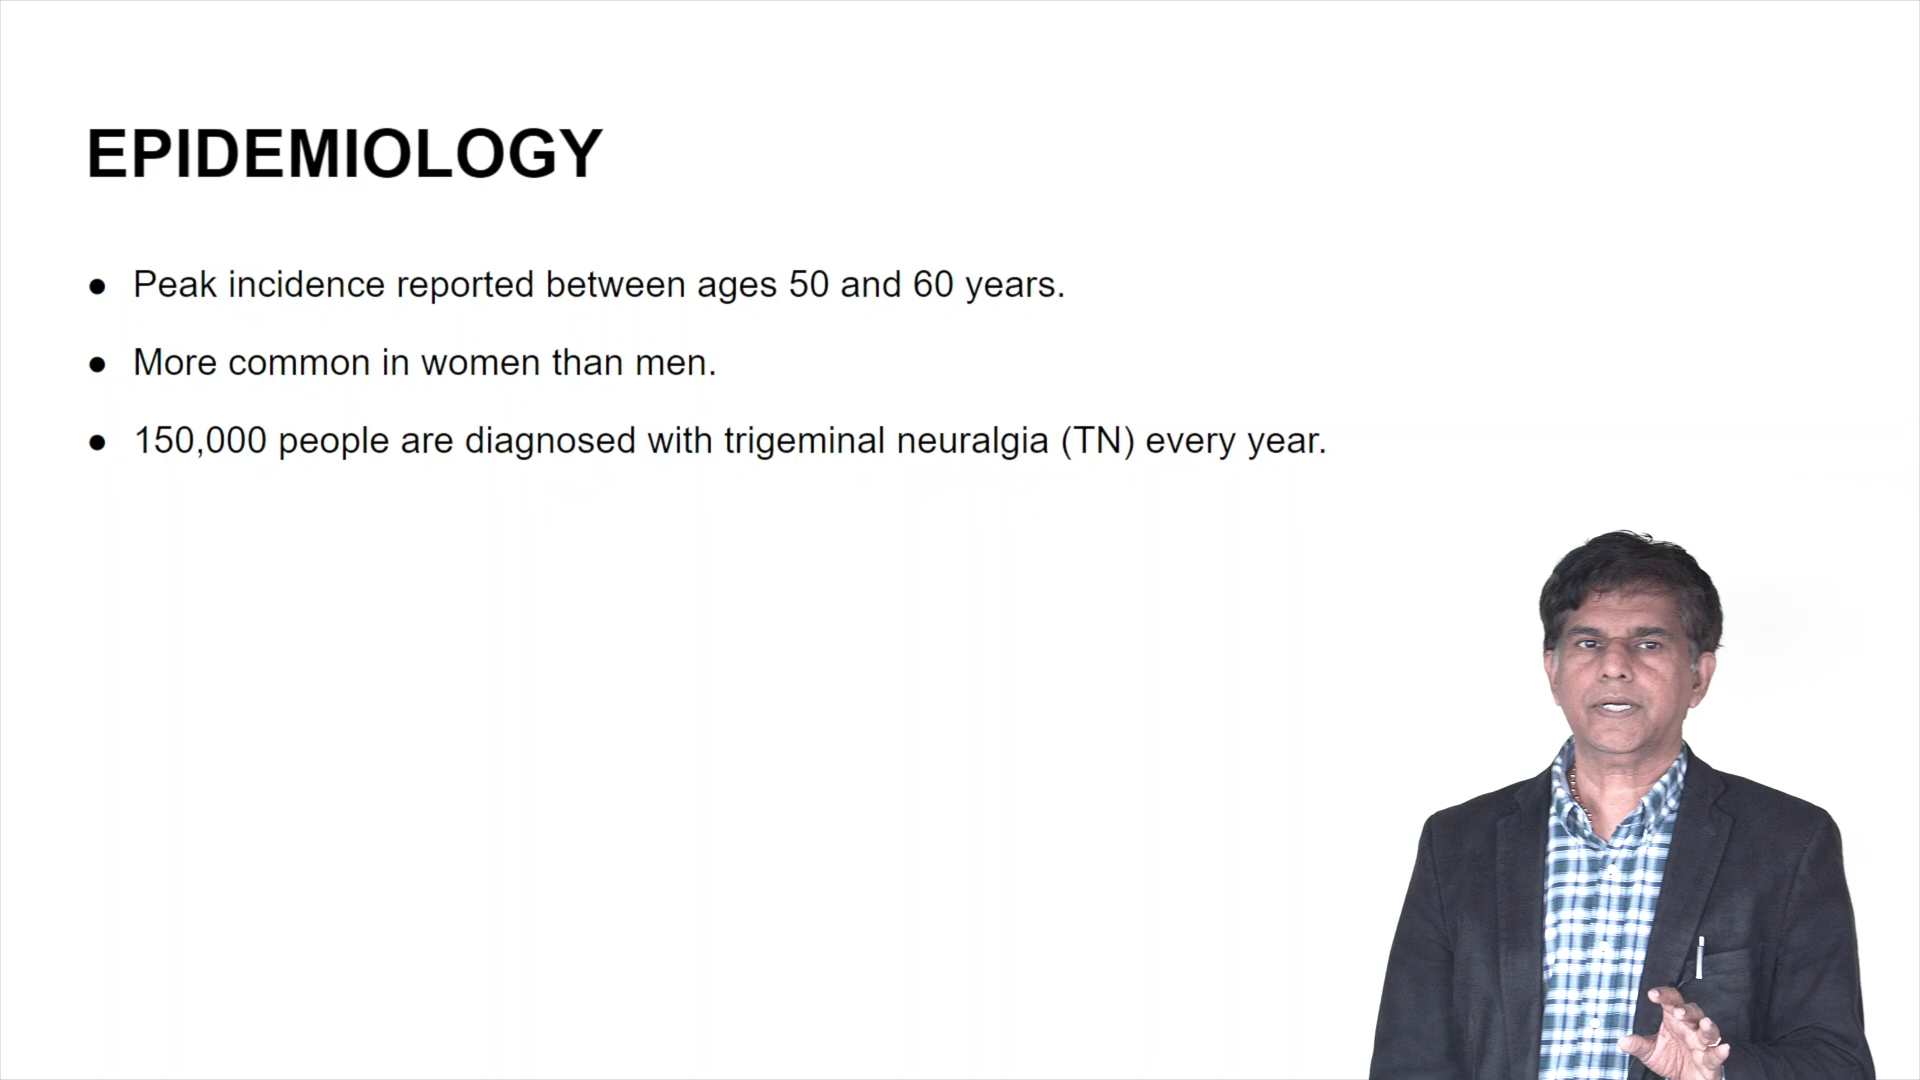 EPIDEMIOLOGY
● Peak incidence reported between ages 50 and 60 years.
● More common in women than men.
● 150,000 people are diagnosed with trigeminal neuralgia (TN) every year.